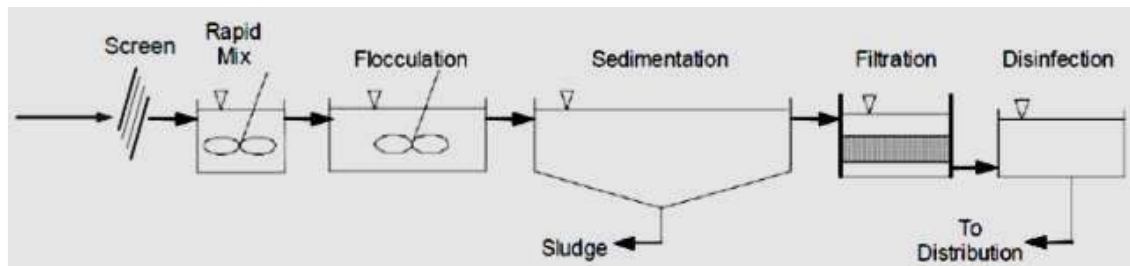 Screen
Rapid
Mix
Flocculation
Sedimentation
Filtration
Disinfection
Sludge
To
Distribution